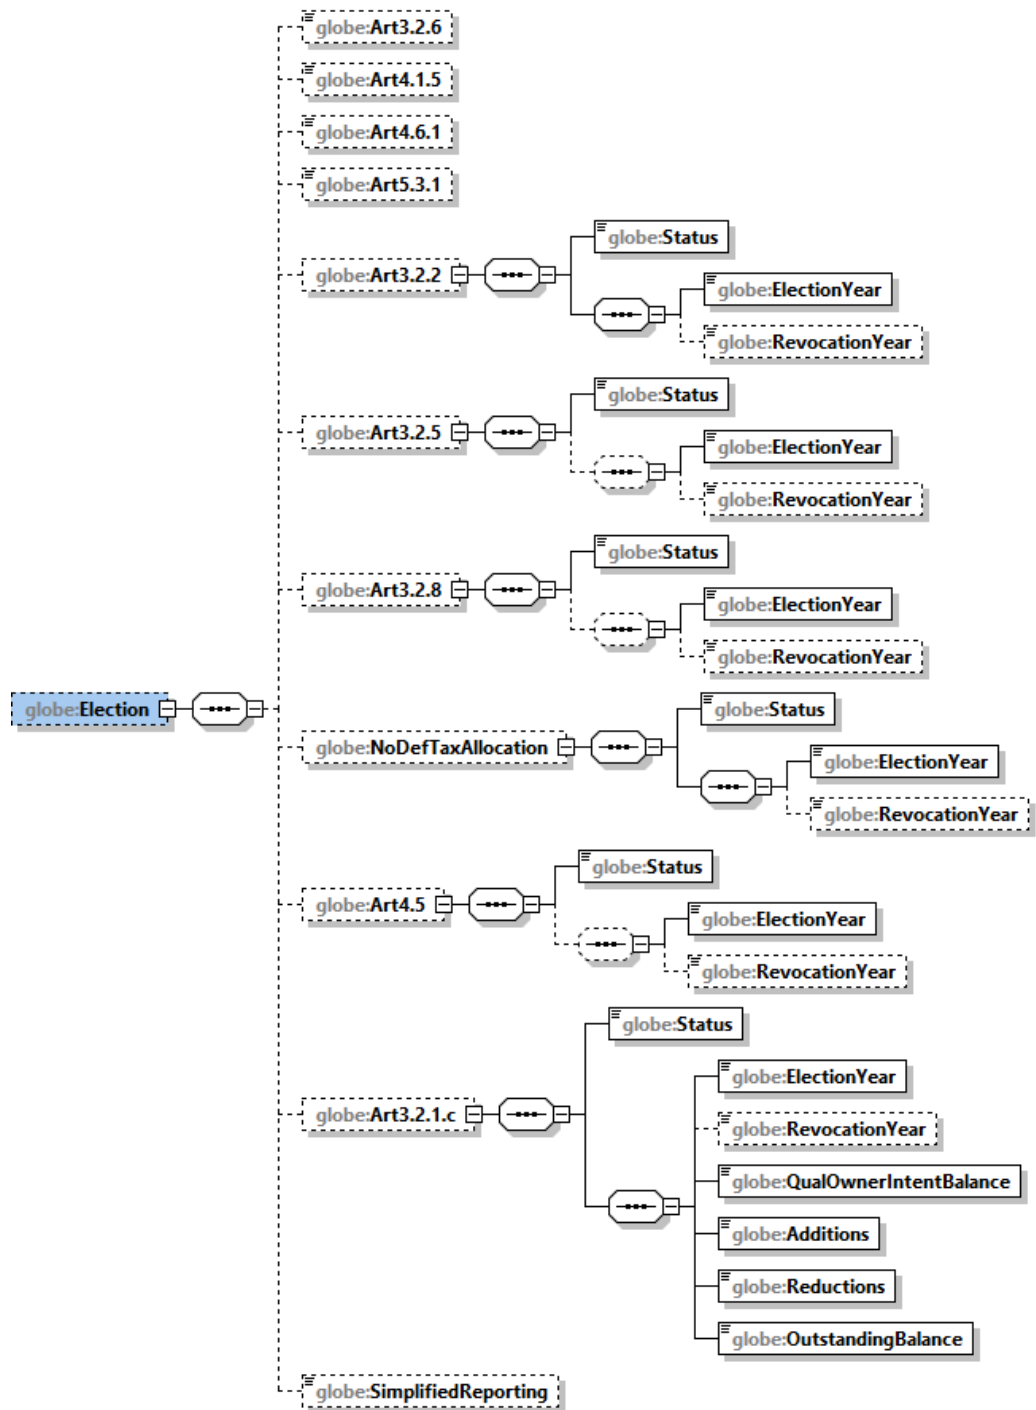 globe:Art3.2.6
globe:Art4.1.5
globe:Art4.6.1
globe:Art5.3.1
globe:Status
globe:Art3.2.2
globe:ElectionYear
globe:RevocationYear
globe:Status
globe:Art3.2.5
globe:ElectionYear
globe:RevocationYear
globe:Status
globe:Art3.2.8
globe:ElectionYear
globe:RevocationYear
globe:Election
globe:Status
globe:NoDefTaxAllocation
globe:ElectionYear
globe:RevocationYear
globe:Status
globe:Art4.5
globe:ElectionYear
globe:RevocationYear
globe:Status
globe:ElectionYear
globe:Art3.2.1.c
globe:RevocationYear
globe:QualOwnerIntentBalance
globe:Additions
globe:Reductions
globe:OutstandingBalance
globe:SimplifiedReporting